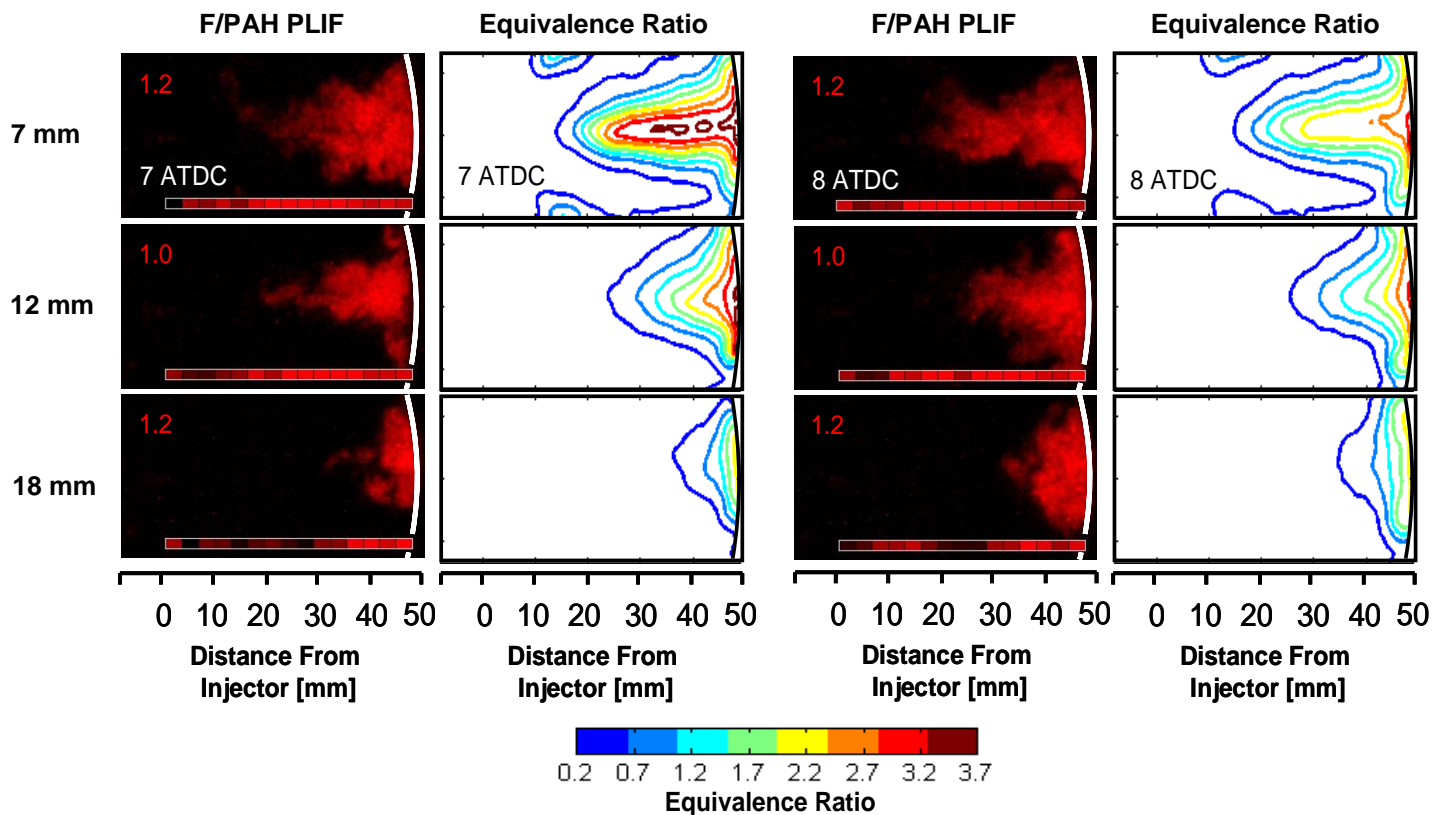 F/PAH PLIF Equivalence Ratio F/PAH PLIF Equivalence Ratio
7 mm 1.2 1.2
7 ATDC 7 ATDC 8 ATDC 8 ATDC
12 mm 1.0 1.0
18 mm 1.2 1.2
0 10 20 30 40 50 0 10 20 30 40 50 0 10 20 30 40 50 0 10 20 30 40 50
Distance From Distance From Distance From Distance From
Injector [mm] Injector [mm] Injector [mm] Injector [mm]
0.2 0.7 1.2 1.7 2.2 2.7 3.2 3.7
Equivalence Ratio